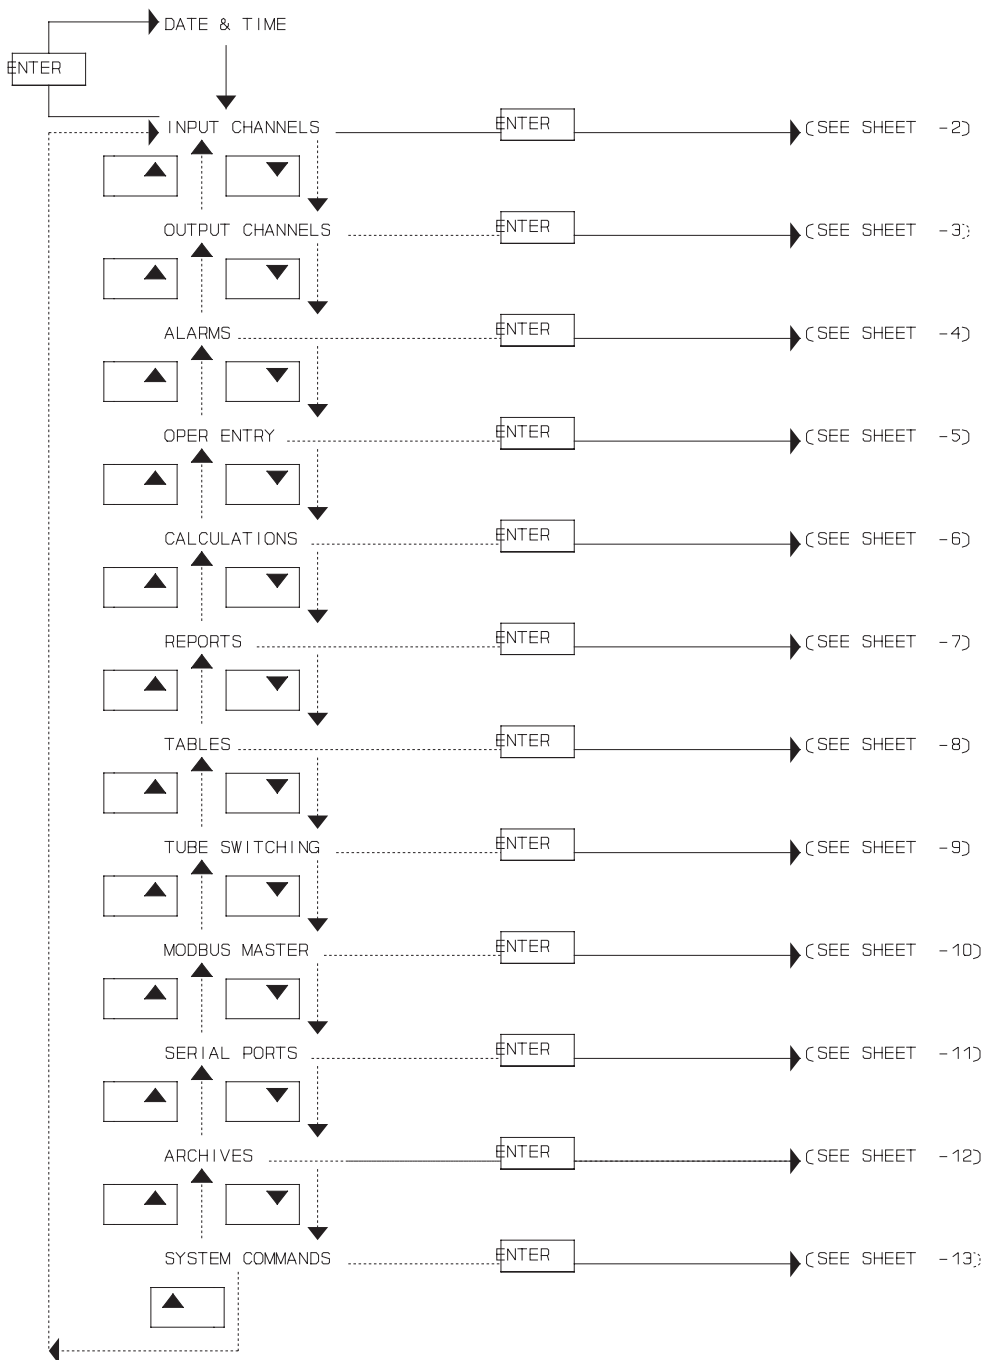 DATE & TIME
ENTER
INPUT CHANNELS ENTER (SEE SHEET -2)
OUTPUT CHANNELS ENTER (SEE SHEET -3)
ALARMS ENTER (SEE SHEET -4)
OPER ENTRY ENTER (SEE SHEET -5)
CALCULATIONS ENTER (SEE SHEET -6)
REPORTS ENTER (SEE SHEET -7)
TABLES ENTER (SEE SHEET -8)
TUBE SWITCHING ENTER (SEE SHEET -9)
MODBUS MASTER ENTER (SEE SHEET -10)
SERIAL PORTS ENTER (SEE SHEET -11)
ARCHIVES ENTER (SEE SHEET -12)
SYSTEM COMMANDS ENTER (SEE SHEET -13)